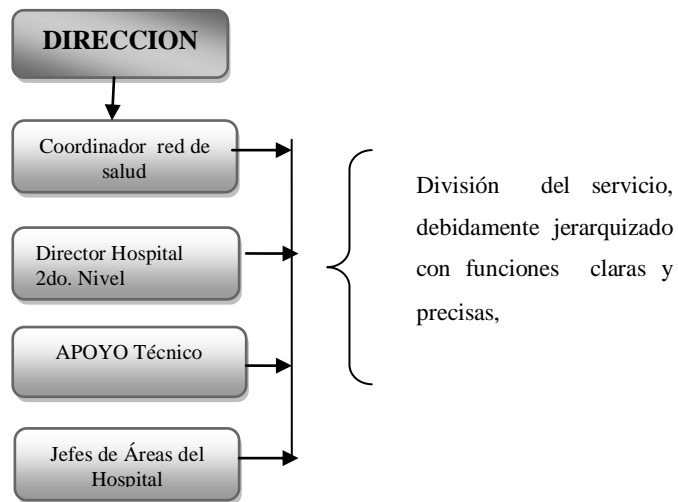 DIRECCION
Coordinador red de
salud
Director Hospital
2do. Nivel
APOYO Técnico
Jefes de Áreas del
Hospital
División del servicio,
debidamente jerarquizado
con funciones claras y
precisas,